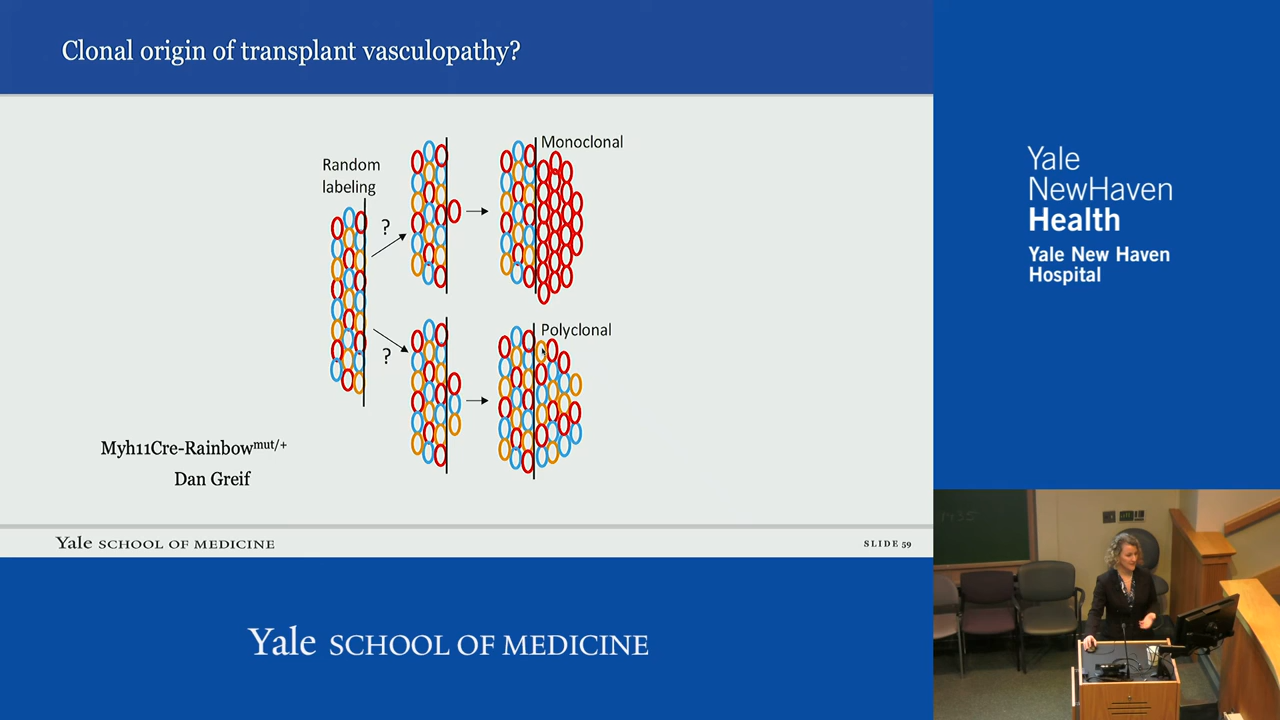 Clonal origin of transplant vasculopathy?
Random
labeling
?
?
Monoclonal
Polyclonal
Myh11Cre-Rainbow^mut/+
Dan Greif
Yale SCHOOL OF MEDICINE
SLIDE 59
Yale
NewHaven
Health
Yale New Haven
Hospital
Yale SCHOOL OF MEDICINE